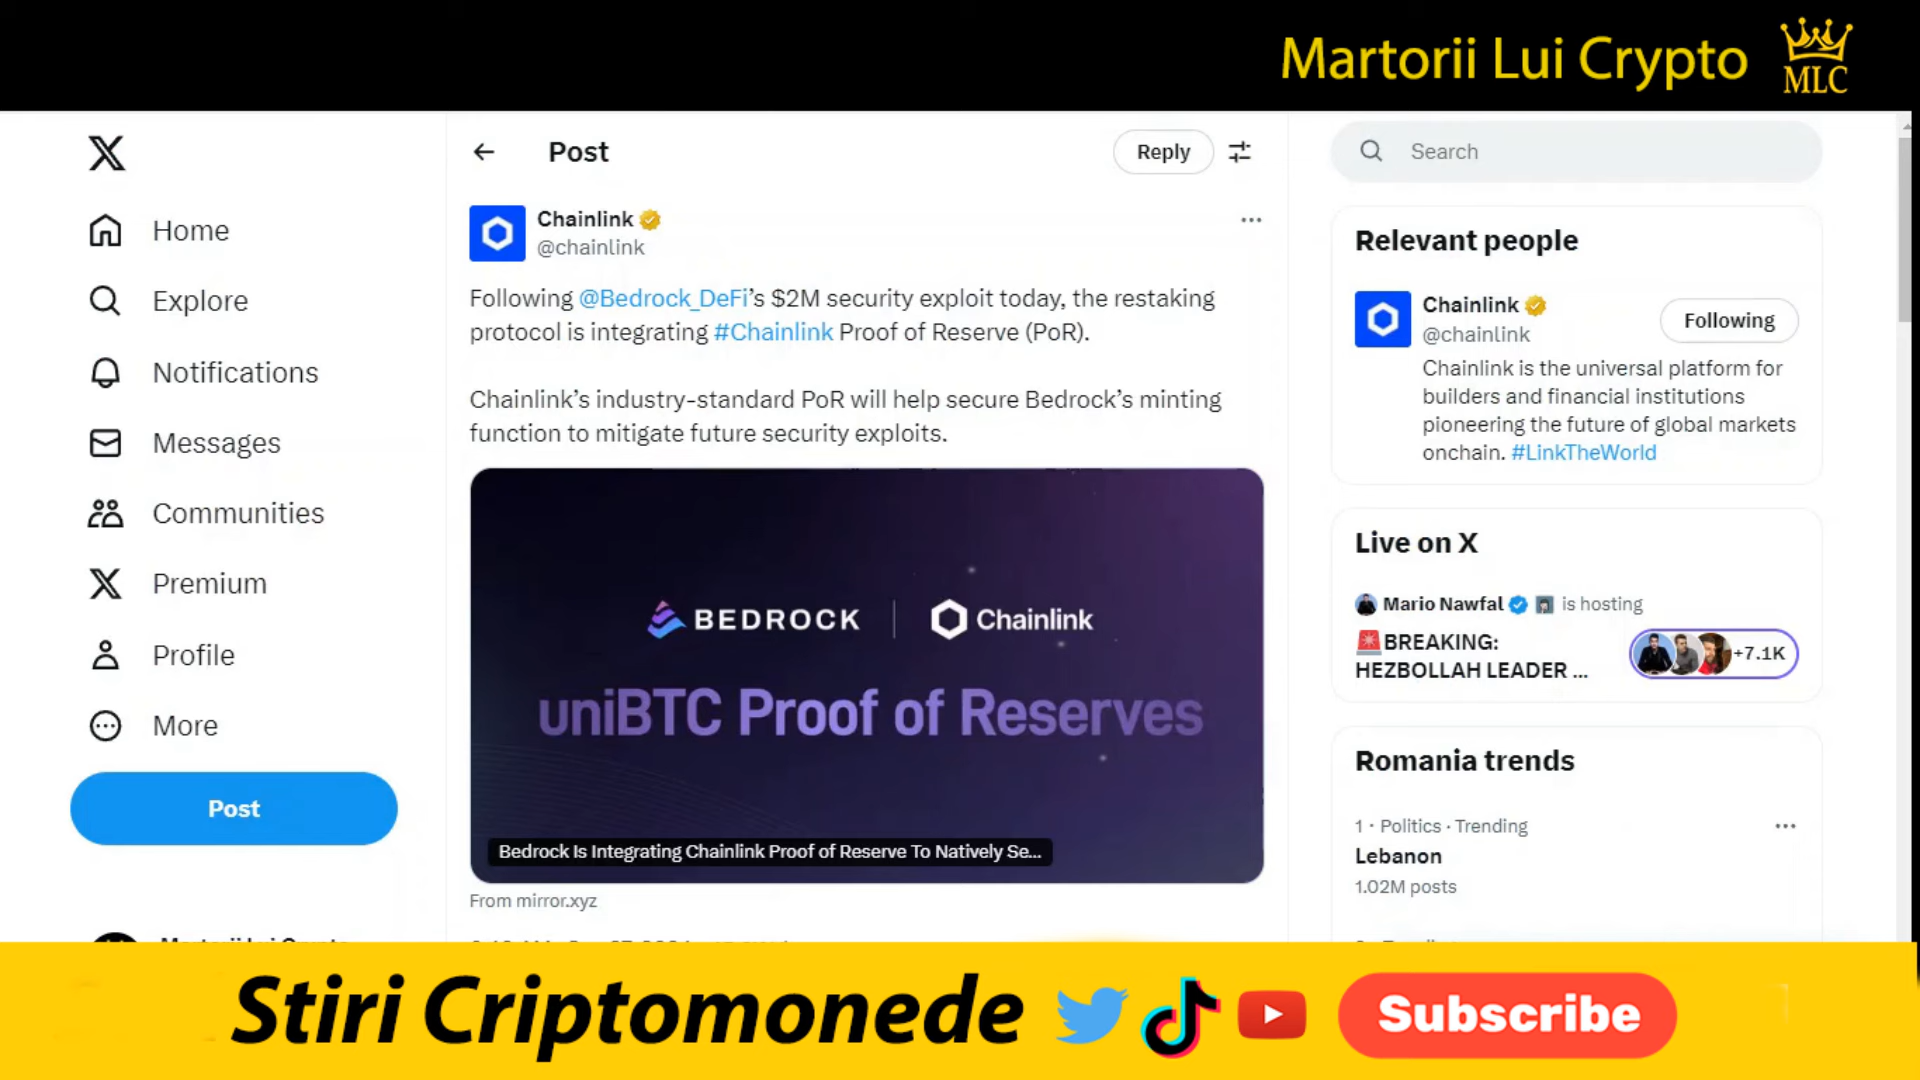 Martorii Lui Crypto
MLC
Home
Explore
Notifications
Messages
Communities
Premium
Profile
More
Post
Post
Reply
Chainlink
@chainlink
Following @Bedrock_DeFi’s $2M security exploit today, the restaking
protocol is integrating #Chainlink Proof of Reserve (PoR).
Chainlink’s industry-standard PoR will help secure Bedrock’s minting
function to mitigate future security exploits.
BEDROCK | Chainlink
uniBTC Proof of Reserves
Bedrock Is Integrating Chainlink Proof of Reserve To Natively Se...
From mirror.xyz
Search
Relevant people
Chainlink
@chainlink
Following
Chainlink is the universal platform for
builders and financial institutions
pioneering the future of global markets
onchain. #LinkTheWorld
Live on X
Mario Nawfal is hosting
BREAKING:
HEZBOLLAH LEADER ...
+7.1K
Romania trends
1 · Politics · Trending
Lebanon
1.02M posts
Stiri Criptomonede
Subscribe